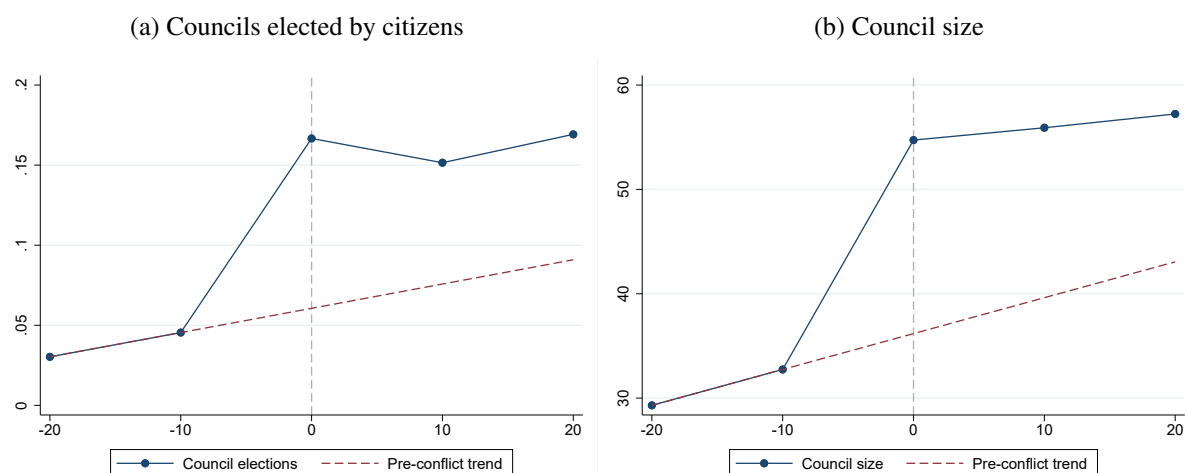 (a) Councils elected by citizens
.2
.15
.1
.05
0
-20 -10 0 10 20
Council elections Pre-conflict trend
(b) Council size
60
50
40
30
-20 -10 0 10 20
Council size Pre-conflict trend